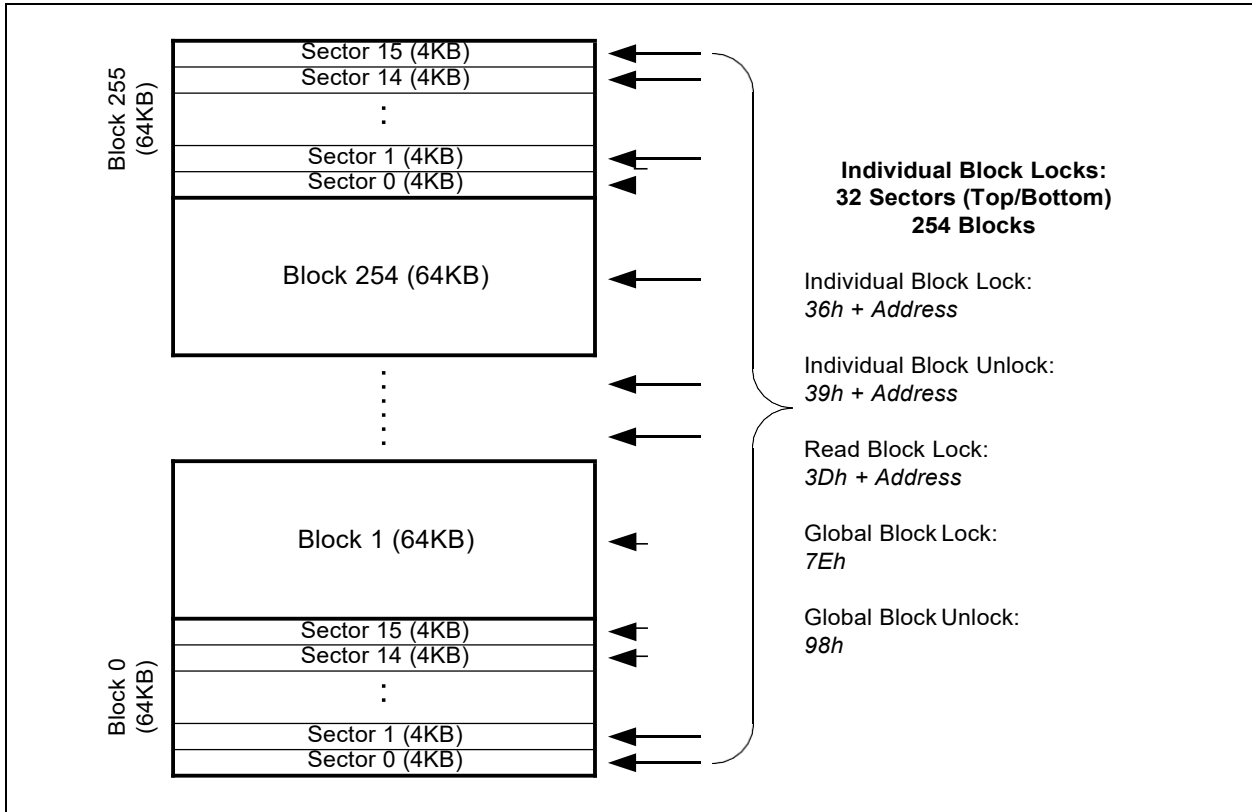 Block 255
(64KB)
Sector 15 (4KB)
Sector 14 (4KB)
:
Sector 1 (4KB)
Sector 0 (4KB)
Block 254 (64KB)
Block 1 (64KB)
Block 0
(64KB)
Sector 15 (4KB)
Sector 14 (4KB)
:
Sector 1 (4KB)
Sector 0 (4KB)
Individual Block Locks:
32 Sectors (Top/Bottom)
254 Blocks
Individual Block Lock:
36h + Address
Individual Block Unlock:
39h + Address
Read Block Lock:
3Dh + Address
Global Block Lock:
7Eh
Global Block Unlock:
98h